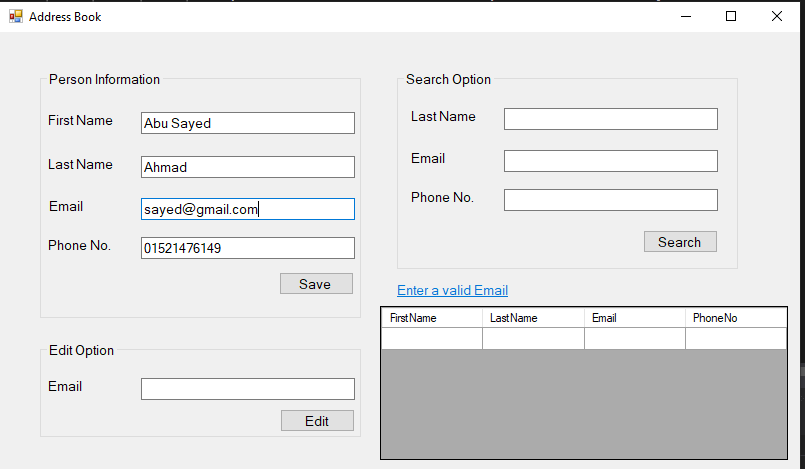 Address Book
Person Information
First Name Abu Sayed
Last Name Ahmad
Email sayed@gmail.com
Phone No. 01521476149
Save
Edit Option
Email
Edit
Search Option
Last Name
Email
Phone No.
Search
Enter a valid Email
FirstName LastName Email PhoneNo